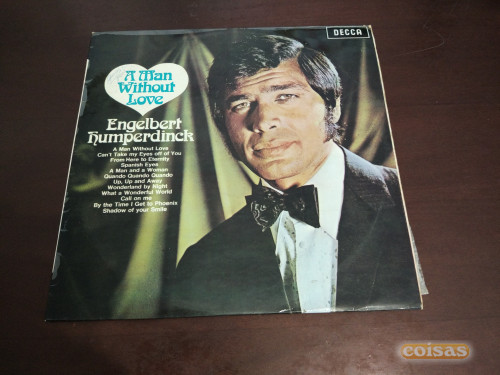 DECCA
A Man
Without
Love
Engelbert
Humperdinck
A Man Without Love
Can't Take my Eyes off of You
From Here to Eternity
Spanish Eyes
A Man and a Woman
Quando Quando Quando
Up, Up and Away
Wonderland by Night
What a Wonderful World
Call on me
By the Time I Get to Phoenix
Shadow of your Smile
coisas